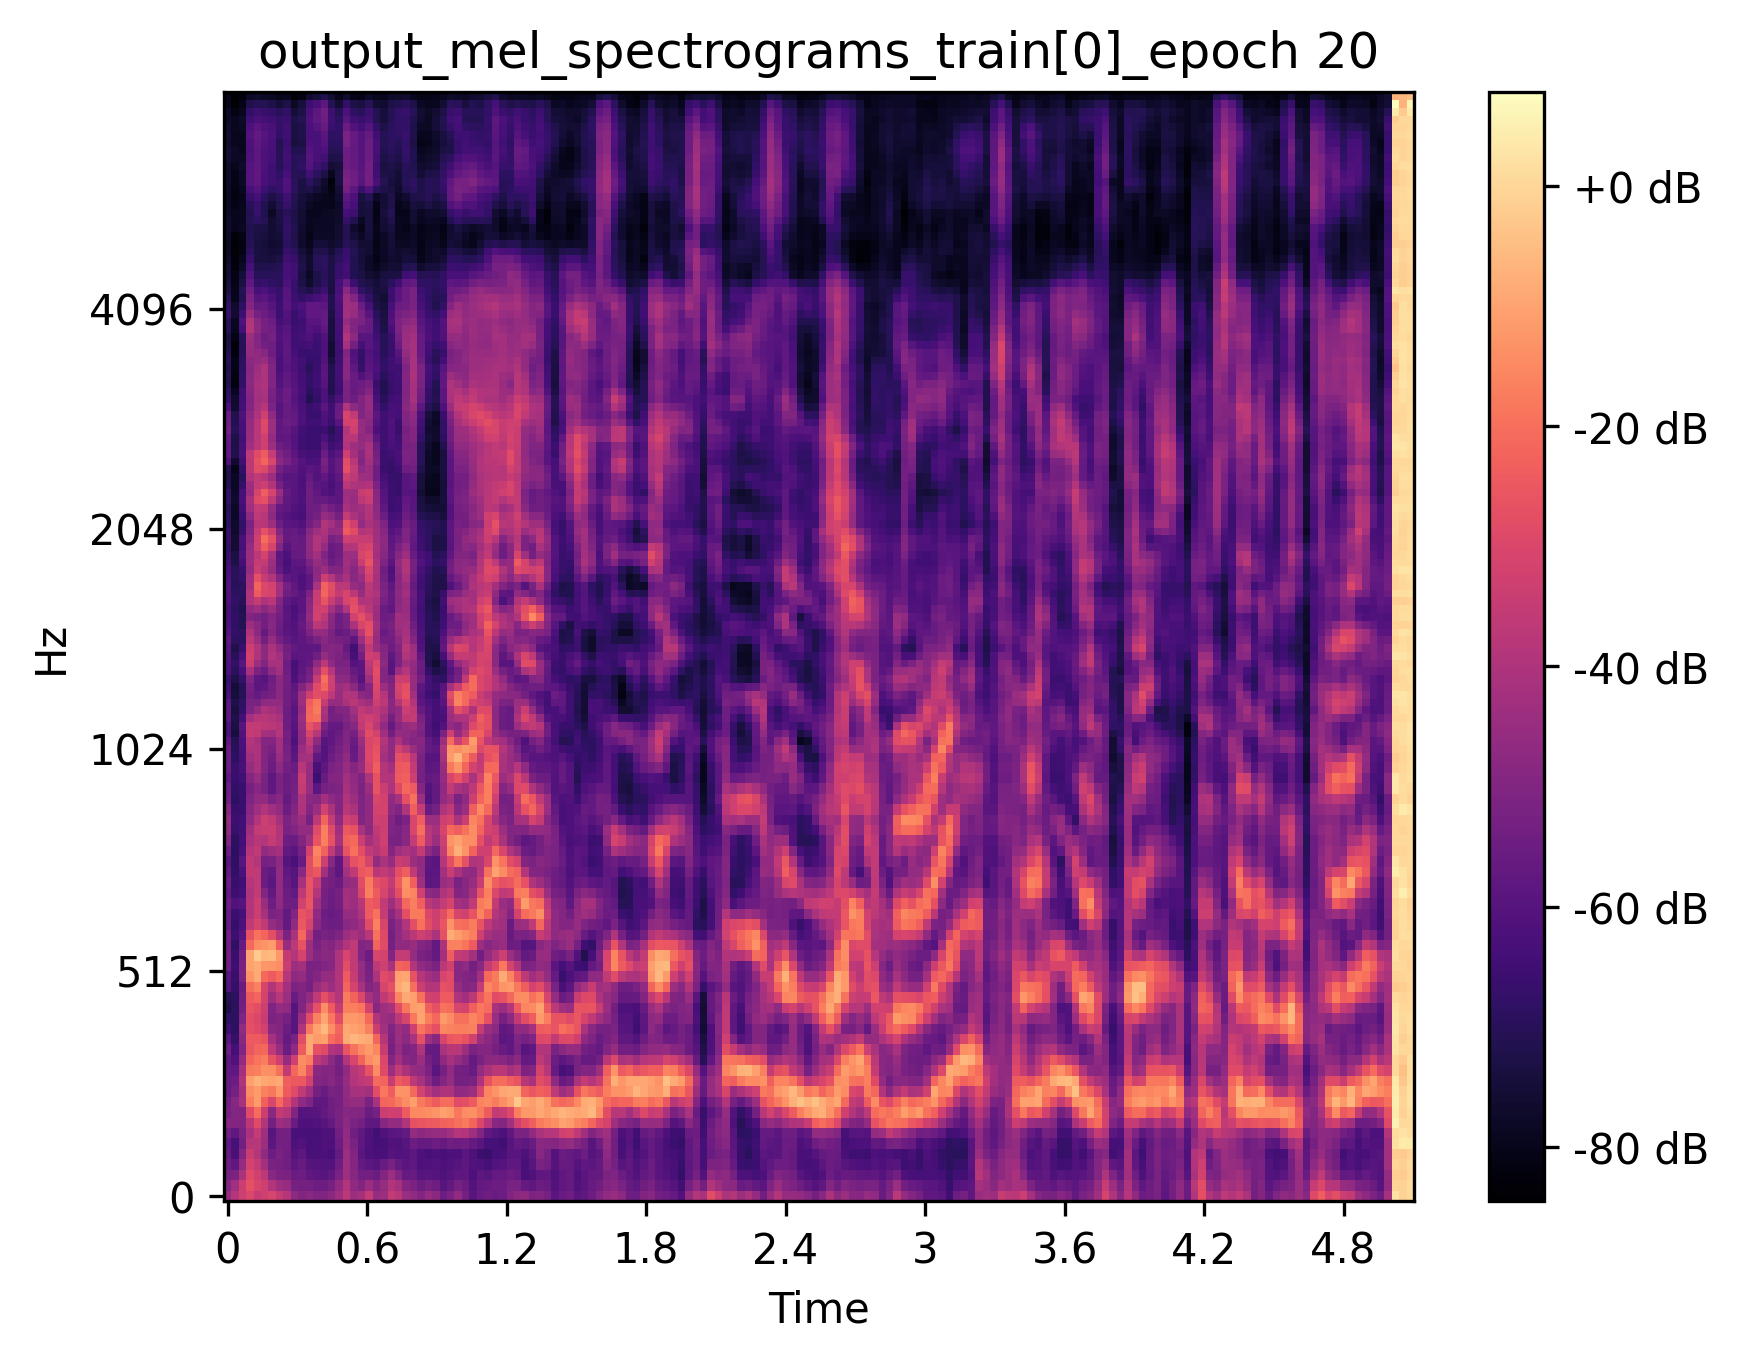 output_mel_spectrograms_train[0]_epoch 20
Hz
4096
2048
1024
512
0
0 0.6 1.2 1.8 2.4 3 3.6 4.2 4.8
Time
+0 dB
-20 dB
-40 dB
-60 dB
-80 dB